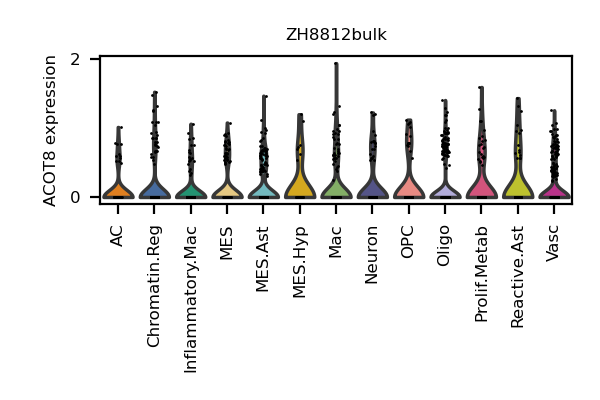 ZH8812bulk
ACOT8 expression
2
0
AC
Chromatin.Reg
Inflammatory.Mac
MES
MES.Ast
MES.Hyp
Mac
Neuron
OPC
Oligo
Prolif.Metab
Reactive.Ast
Vasc